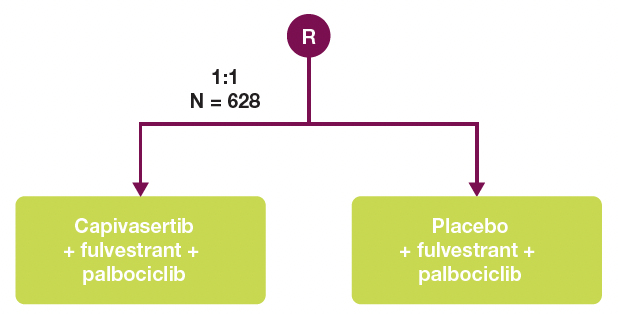 R
1:1
N = 628
Capivasertib
+ fulvestrant +
palbociclib
Placebo
+ fulvestrant +
palbociclib